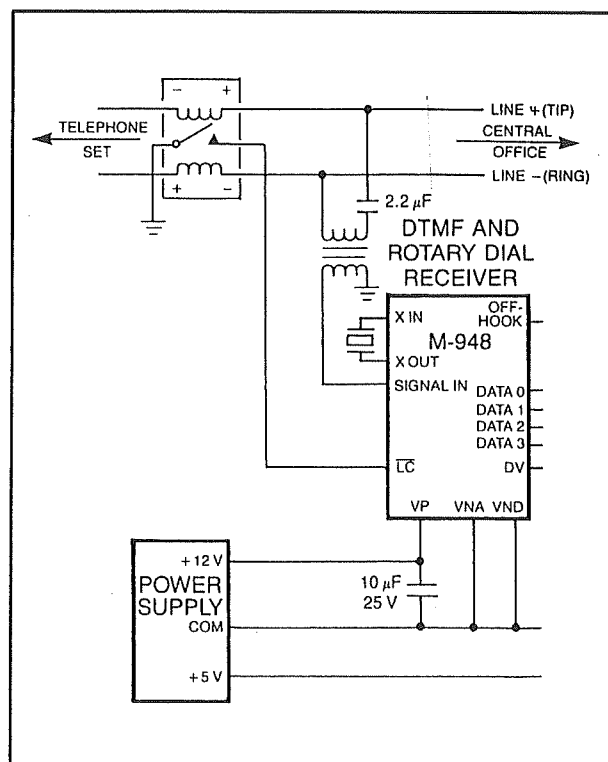 - +
LINE + (TIP)
TELEPHONE
SET
CENTRAL
OFFICE
+ -
LINE - (RING)
2.2 μF
DTMF AND
ROTARY DIAL
RECEIVER
X IN
OFF-
HOOK
M-948
X OUT
SIGNAL IN
DATA 0
DATA 1
DATA 2
DATA 3
LC
DV
VP
VNA
VND
+12 V
POWER
SUPPLY
10 μF
25 V
COM
+5 V